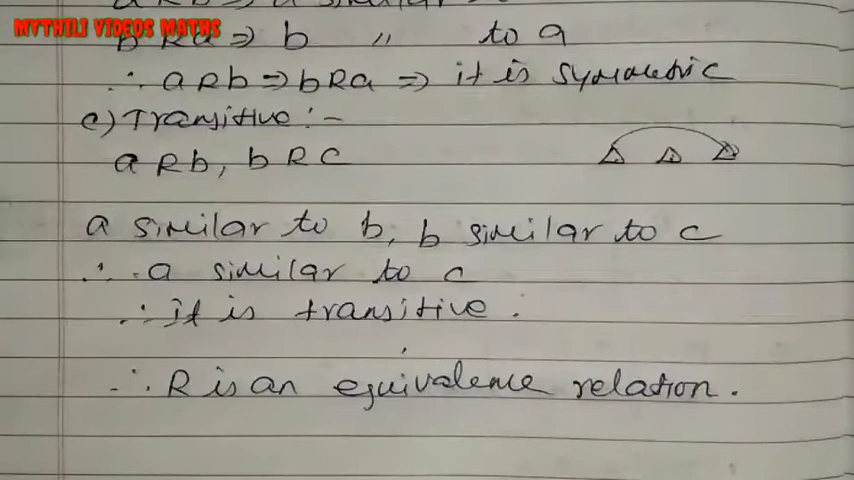 MYTHILI VIDEOS MATHS
bRa ⇒ b 〃 to a
∴ aRb ⇒ bRa ⇒ it is symmetric
c) Transitive :-
aRb, bRc
a similar to b, b similar to c
∴ a similar to c
∴ it is transitive.
∴ R is an equivalence relation.